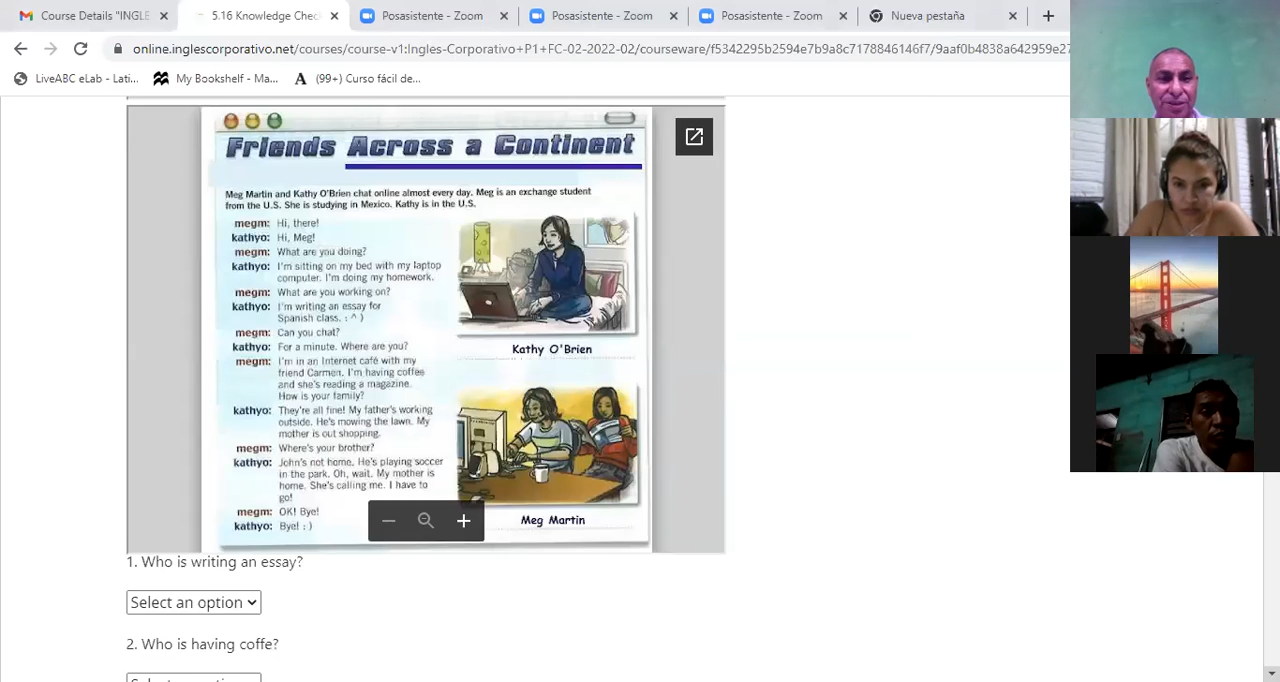 Course Details "INGLE
5.16 Knowledge Chec
Posasistente - Zoom
Posasistente - Zoom
Posasistente - Zoom
Nueva pestaña
online.inglescorporativo.net/courses/course-v1:Ingles-Corporativo+P1+FC-02-2022-02/courseware/f5342295b2594e7b9a8c7178846146f7/9aaf0b4838a642959e27
LiveABC eLab - Lati...
My Bookshelf - Ma...
(99+) Curso fácil de...
Friends Across a Continent
Meg Martin and Kathy O'Brien chat online almost every day. Meg is an exchange student
from the U.S. She is studying in Mexico. Kathy is in the U.S.
megm: Hi, there!
kathyo: Hi, Meg!
megm: What are you doing?
kathyo: I'm sitting on my bed with my laptop
computer. I'm doing my homework.
megm: What are you working on?
kathyo: I'm writing an essay for
Spanish class. : ^ )
megm: Can you chat?
kathyo: For a minute. Where are you?
megm: I'm in an Internet café with my
friend Carmen. I'm having coffee
and she's reading a magazine.
How is your family?
kathyo: They're all fine! My father's working
outside. He's mowing the lawn. My
mother is out shopping.
megm: Where's your brother?
kathyo: John's not home. He's playing soccer
in the park. Oh, wait. My mother is
home. She's calling me. I have to
go!
megm: OK! Bye!
kathyo: Bye! : )
Kathy O'Brien
Meg Martin
1. Who is writing an essay?
Select an option
2. Who is having coffe?